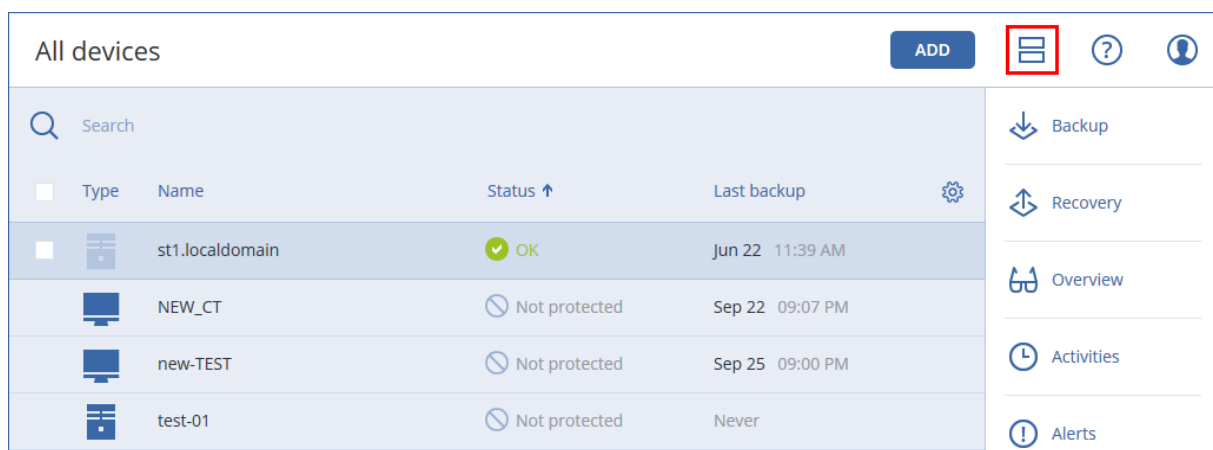 All devices ADD
Search
Type Name Status Last backup
st1.localdomain OK Jun 22 11:39 AM
NEW_CT Not protected Sep 22 09:07 PM
new-TEST Not protected Sep 25 09:00 PM
test-01 Not protected Never
Backup
Recovery
Overview
Activities
Alerts